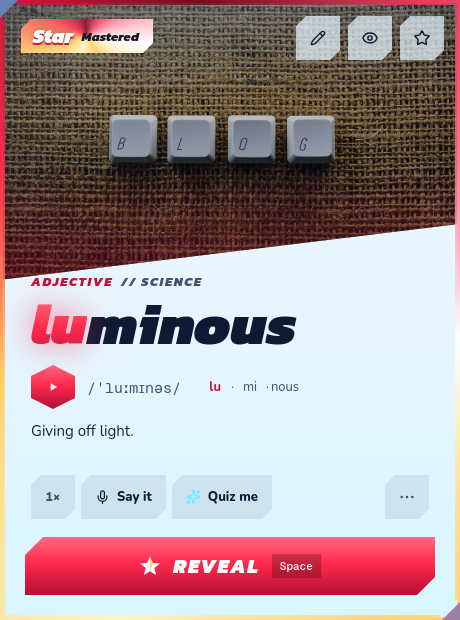 Star Mastered
B L O G
ADJECTIVE // SCIENCE
luminous
/ˈluːmɪnəs/ lu · mi · nous
Giving off light.
1× Say it Quiz me ...
REVEAL Space